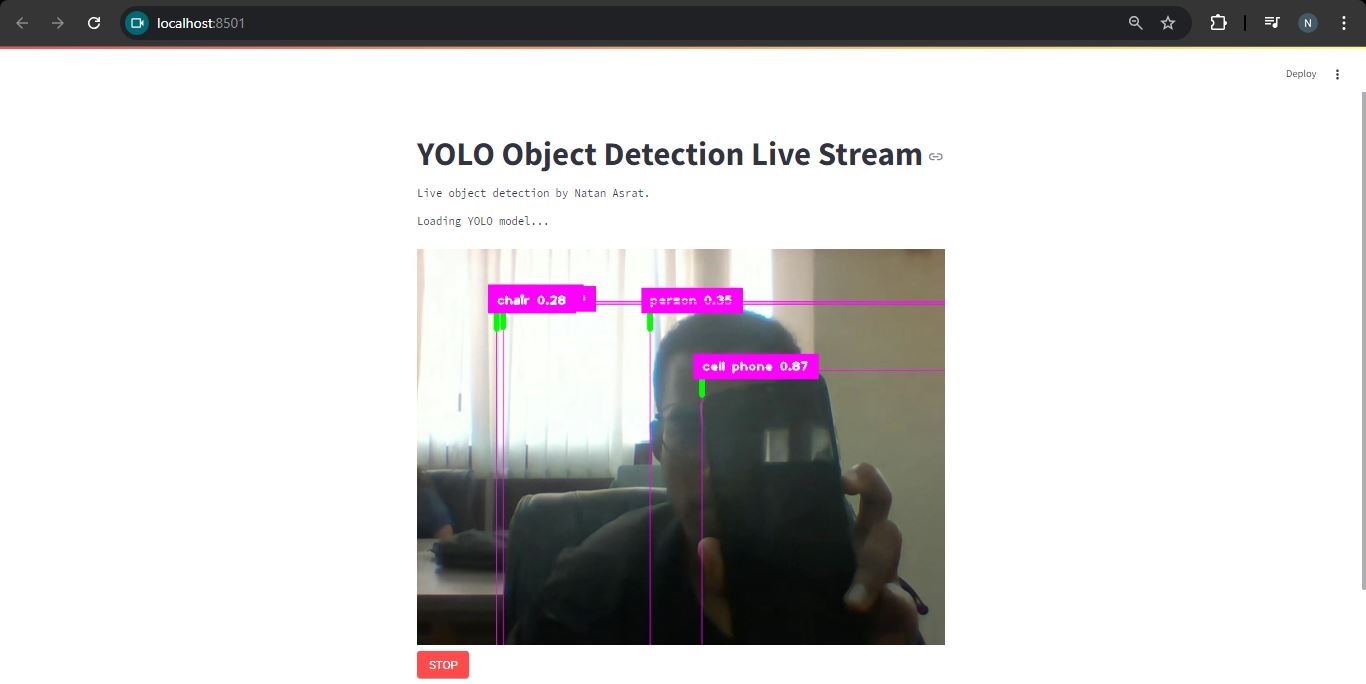 localhost:8501
N
Deploy
YOLO Object Detection Live Stream
Live object detection by Natan Asrat.
Loading YOLO model...
chair 0.28
person 0.35
cell phone 0.87
STOP